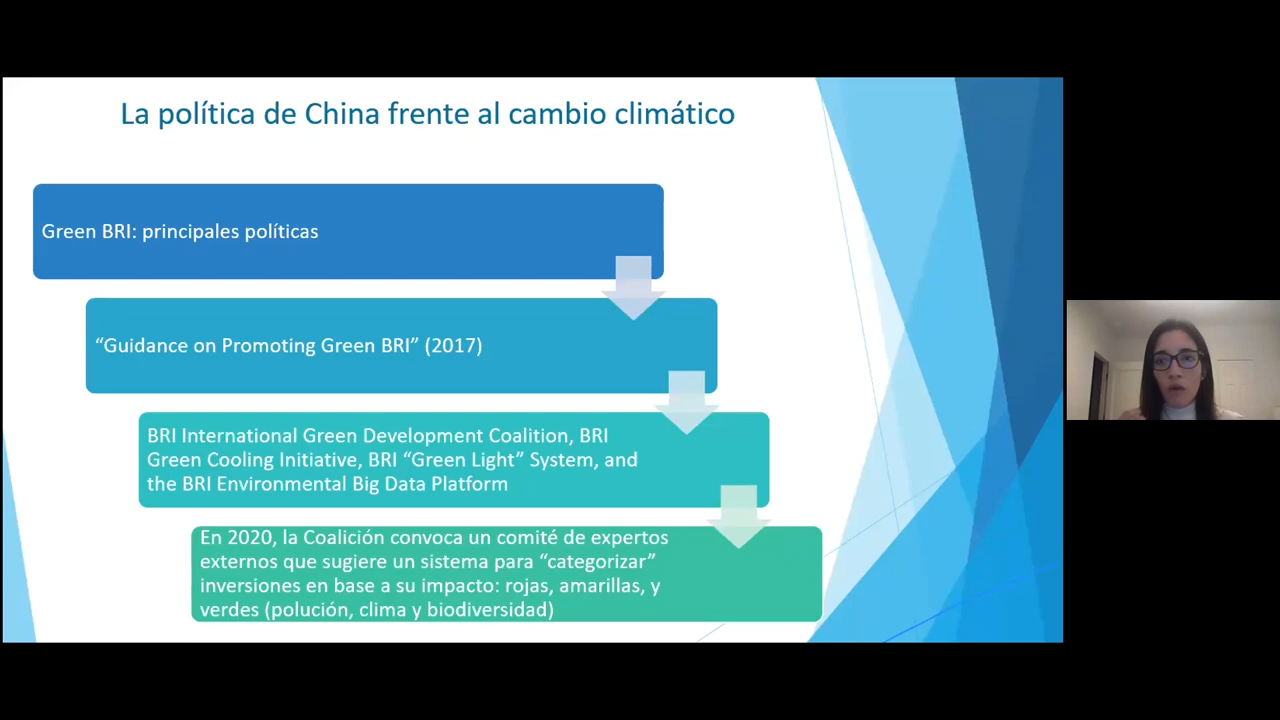 La política de China frente al cambio climático
Green BRI: principales políticas
“Guidance on Promoting Green BRI” (2017)
BRI International Green Development Coalition, BRI
Green Cooling Initiative, BRI “Green Light” System, and
the BRI Environmental Big Data Platform
En 2020, la Coalición convoca un comité de expertos
externos que sugiere un sistema para “categorizar”
inversiones en base a su impacto: rojas, amarillas, y
verdes (polución, clima y biodiversidad)